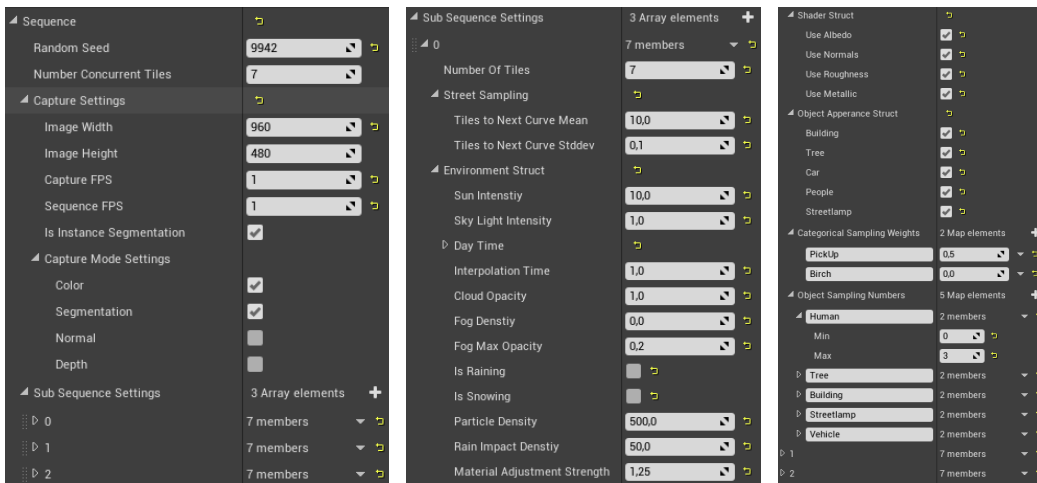 Sequence
Random Seed 9942
Number Concurrent Tiles 7
Capture Settings
Image Width 960
Image Height 480
Capture FPS 1
Sequence FPS 1
Is Instance Segmentation
Capture Mode Settings
Color
Segmentation
Normal
Depth
Sub Sequence Settings 3 Array elements
0 7 members
1 7 members
2 7 members
Sub Sequence Settings 3 Array elements
0 7 members
Number Of Tiles 7
Street Sampling
Tiles to Next Curve Mean 10,0
Tiles to Next Curve Stddev 0,1
Environment Struct
Sun Intenstiy 10,0
Sky Light Intensity 1,0
Day Time
Interpolation Time 1,0
Cloud Opacity 1,0
Fog Denstiy 0,0
Fog Max Opacity 0,2
Is Raining
Is Snowing
Particle Density 500,0
Rain Impact Denstiy 50,0
Material Adjustment Strength 1,25
Shader Struct
Use Albedo
Use Normals
Use Roughness
Use Metallic
Object Apperance Struct
Building
Tree
Car
People
Streetlamp
Categorical Sampling Weights 2 Map elements
PickUp 0,5
Birch 0,0
Object Sampling Numbers 5 Map elements
Human 2 members
Min 0
Max 3
Tree 2 members
Building 2 members
Streetlamp 2 members
Vehicle 2 members
1 7 members
2 7 members